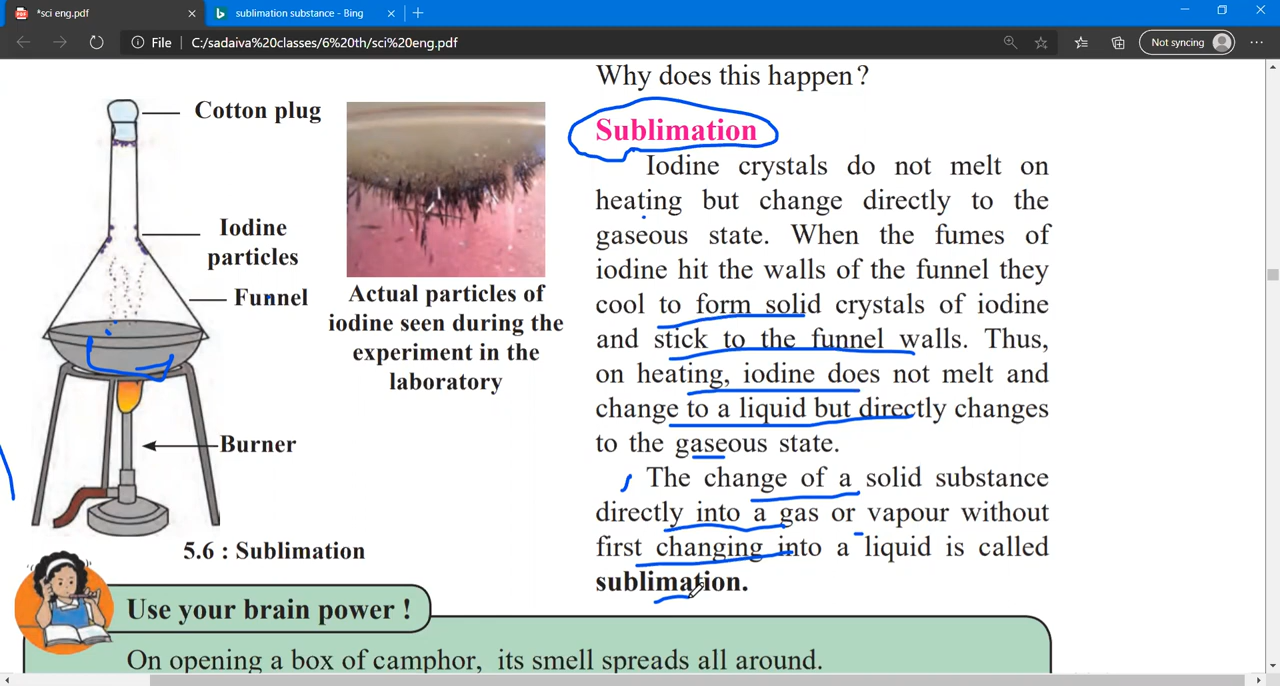 *sci eng.pdf
sublimation substance - Bing
File
C:/sadaiva%20classes/6%20th/sci%20eng.pdf
Not syncing
Cotton plug
Iodine
particles
Funnel
Burner
5.6 : Sublimation
Actual particles of
iodine seen during the
experiment in the
laboratory
Why does this happen ?
Sublimation
Iodine crystals do not melt on
heating but change directly to the
gaseous state. When the fumes of
iodine hit the walls of the funnel they
cool to form solid crystals of iodine
and stick to the funnel walls. Thus,
on heating, iodine does not melt and
change to a liquid but directly changes
to the gaseous state.
The change of a solid substance
directly into a gas or vapour without
first changing into a liquid is called
sublimation.
Use your brain power !
On opening a box of camphor, its smell spreads all around.